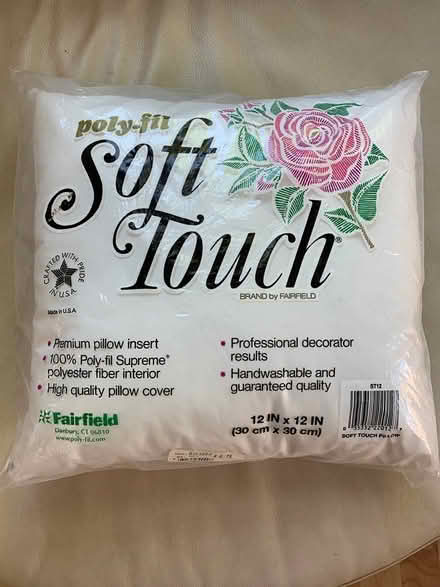 poly-fil
Soft
Touch®
BRAND by FAIRFIELD
CRAFTED WITH PRIDE
IN U.S.A.
Made in U.S.A.
• Premium pillow insert
• 100% Poly-fil Supreme®
polyester fiber interior
• High quality pillow cover
• Professional decorator
results
• Handwashable and
guaranteed quality
Fairfield
Danbury, CT 06810
www.poly-fil.com
12 IN x 12 IN
(30 cm x 30 cm)
ST12
SOFT TOUCH